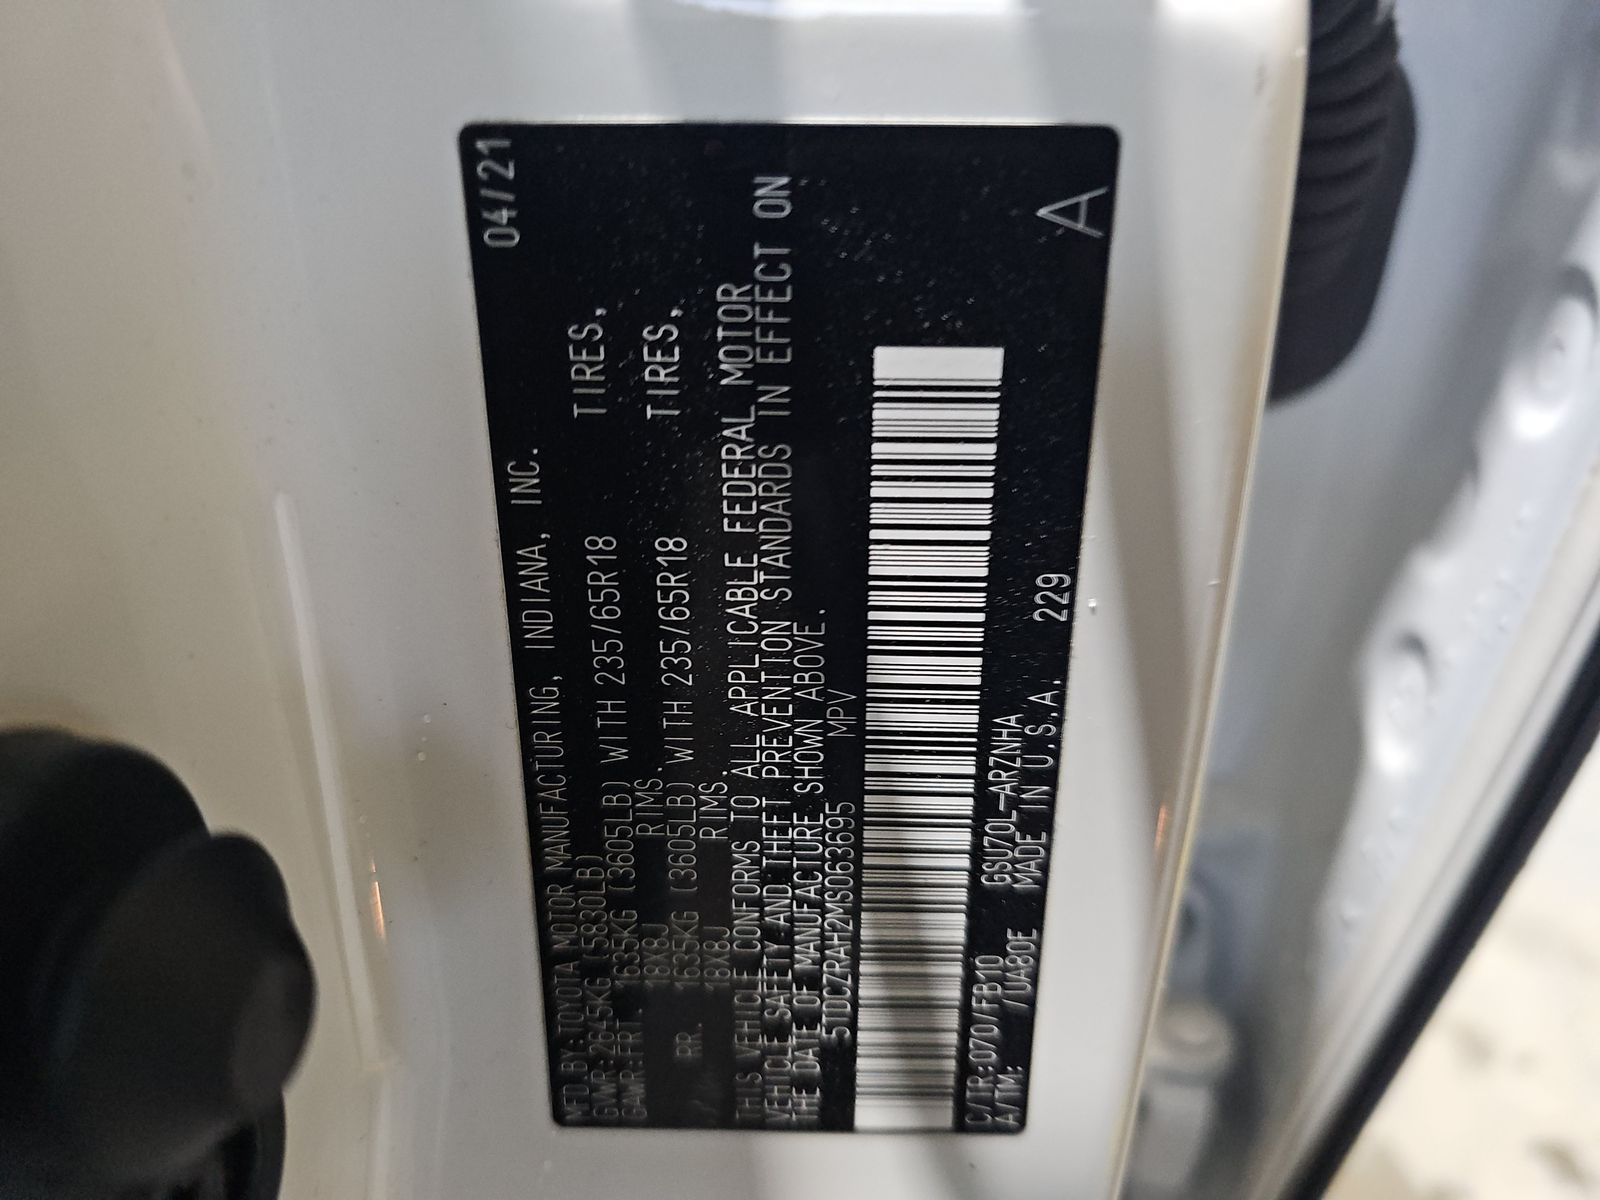 04/21
MFD BY:TOYOTA MOTOR MANUFACTURING, INDIANA, INC.
GVWR:2645KG (5830LB)
GAWR:FRT. 1635KG (3605LB) WITH 235/65R18 TIRES,
18X8J RIMS.
RR. 1635KG (3605LB) WITH 235/65R18 TIRES,
18X8J RIMS.
THIS VEHICLE CONFORMS TO ALL APPLICABLE FEDERAL MOTOR
VEHICLE SAFETY AND THEFT PREVENTION STANDARDS IN EFFECT ON
THE DATE OF MANUFACTURE SHOWN ABOVE.
5TDCZRAH2MS063695 MPV
C/TR:070/FB10 GSU70L-ARZNHA
A/TM: /UA80E MADE IN U.S.A. 229
A